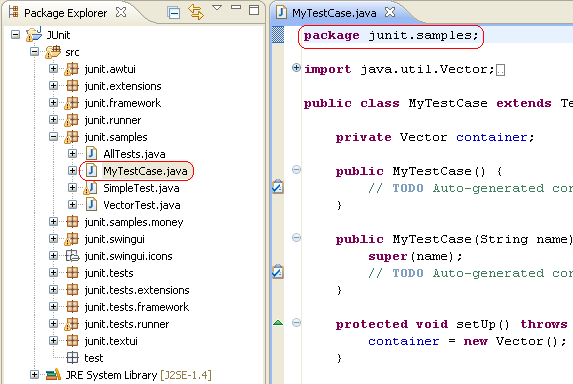 Package Explorer
JUnit
src
junit.awtui
junit.extensions
junit.framework
junit.runner
junit.samples
AllTests.java
MyTestCase.java
SimpleTest.java
VectorTest.java
junit.samples.money
junit.swingui
junit.swingui.icons
junit.tests
junit.tests.extensions
junit.tests.framework
junit.tests.runner
junit.textui
test
JRE System Library [J2SE-1.4]
MyTestCase.java
package junit.samples;
import java.util.Vector;
public class MyTestCase extends Te
private Vector container;
public MyTestCase() {
// TODO Auto-generated con
}
public MyTestCase(String name)
super(name);
// TODO Auto-generated con
}
protected void setUp() throws
container = new Vector();
}